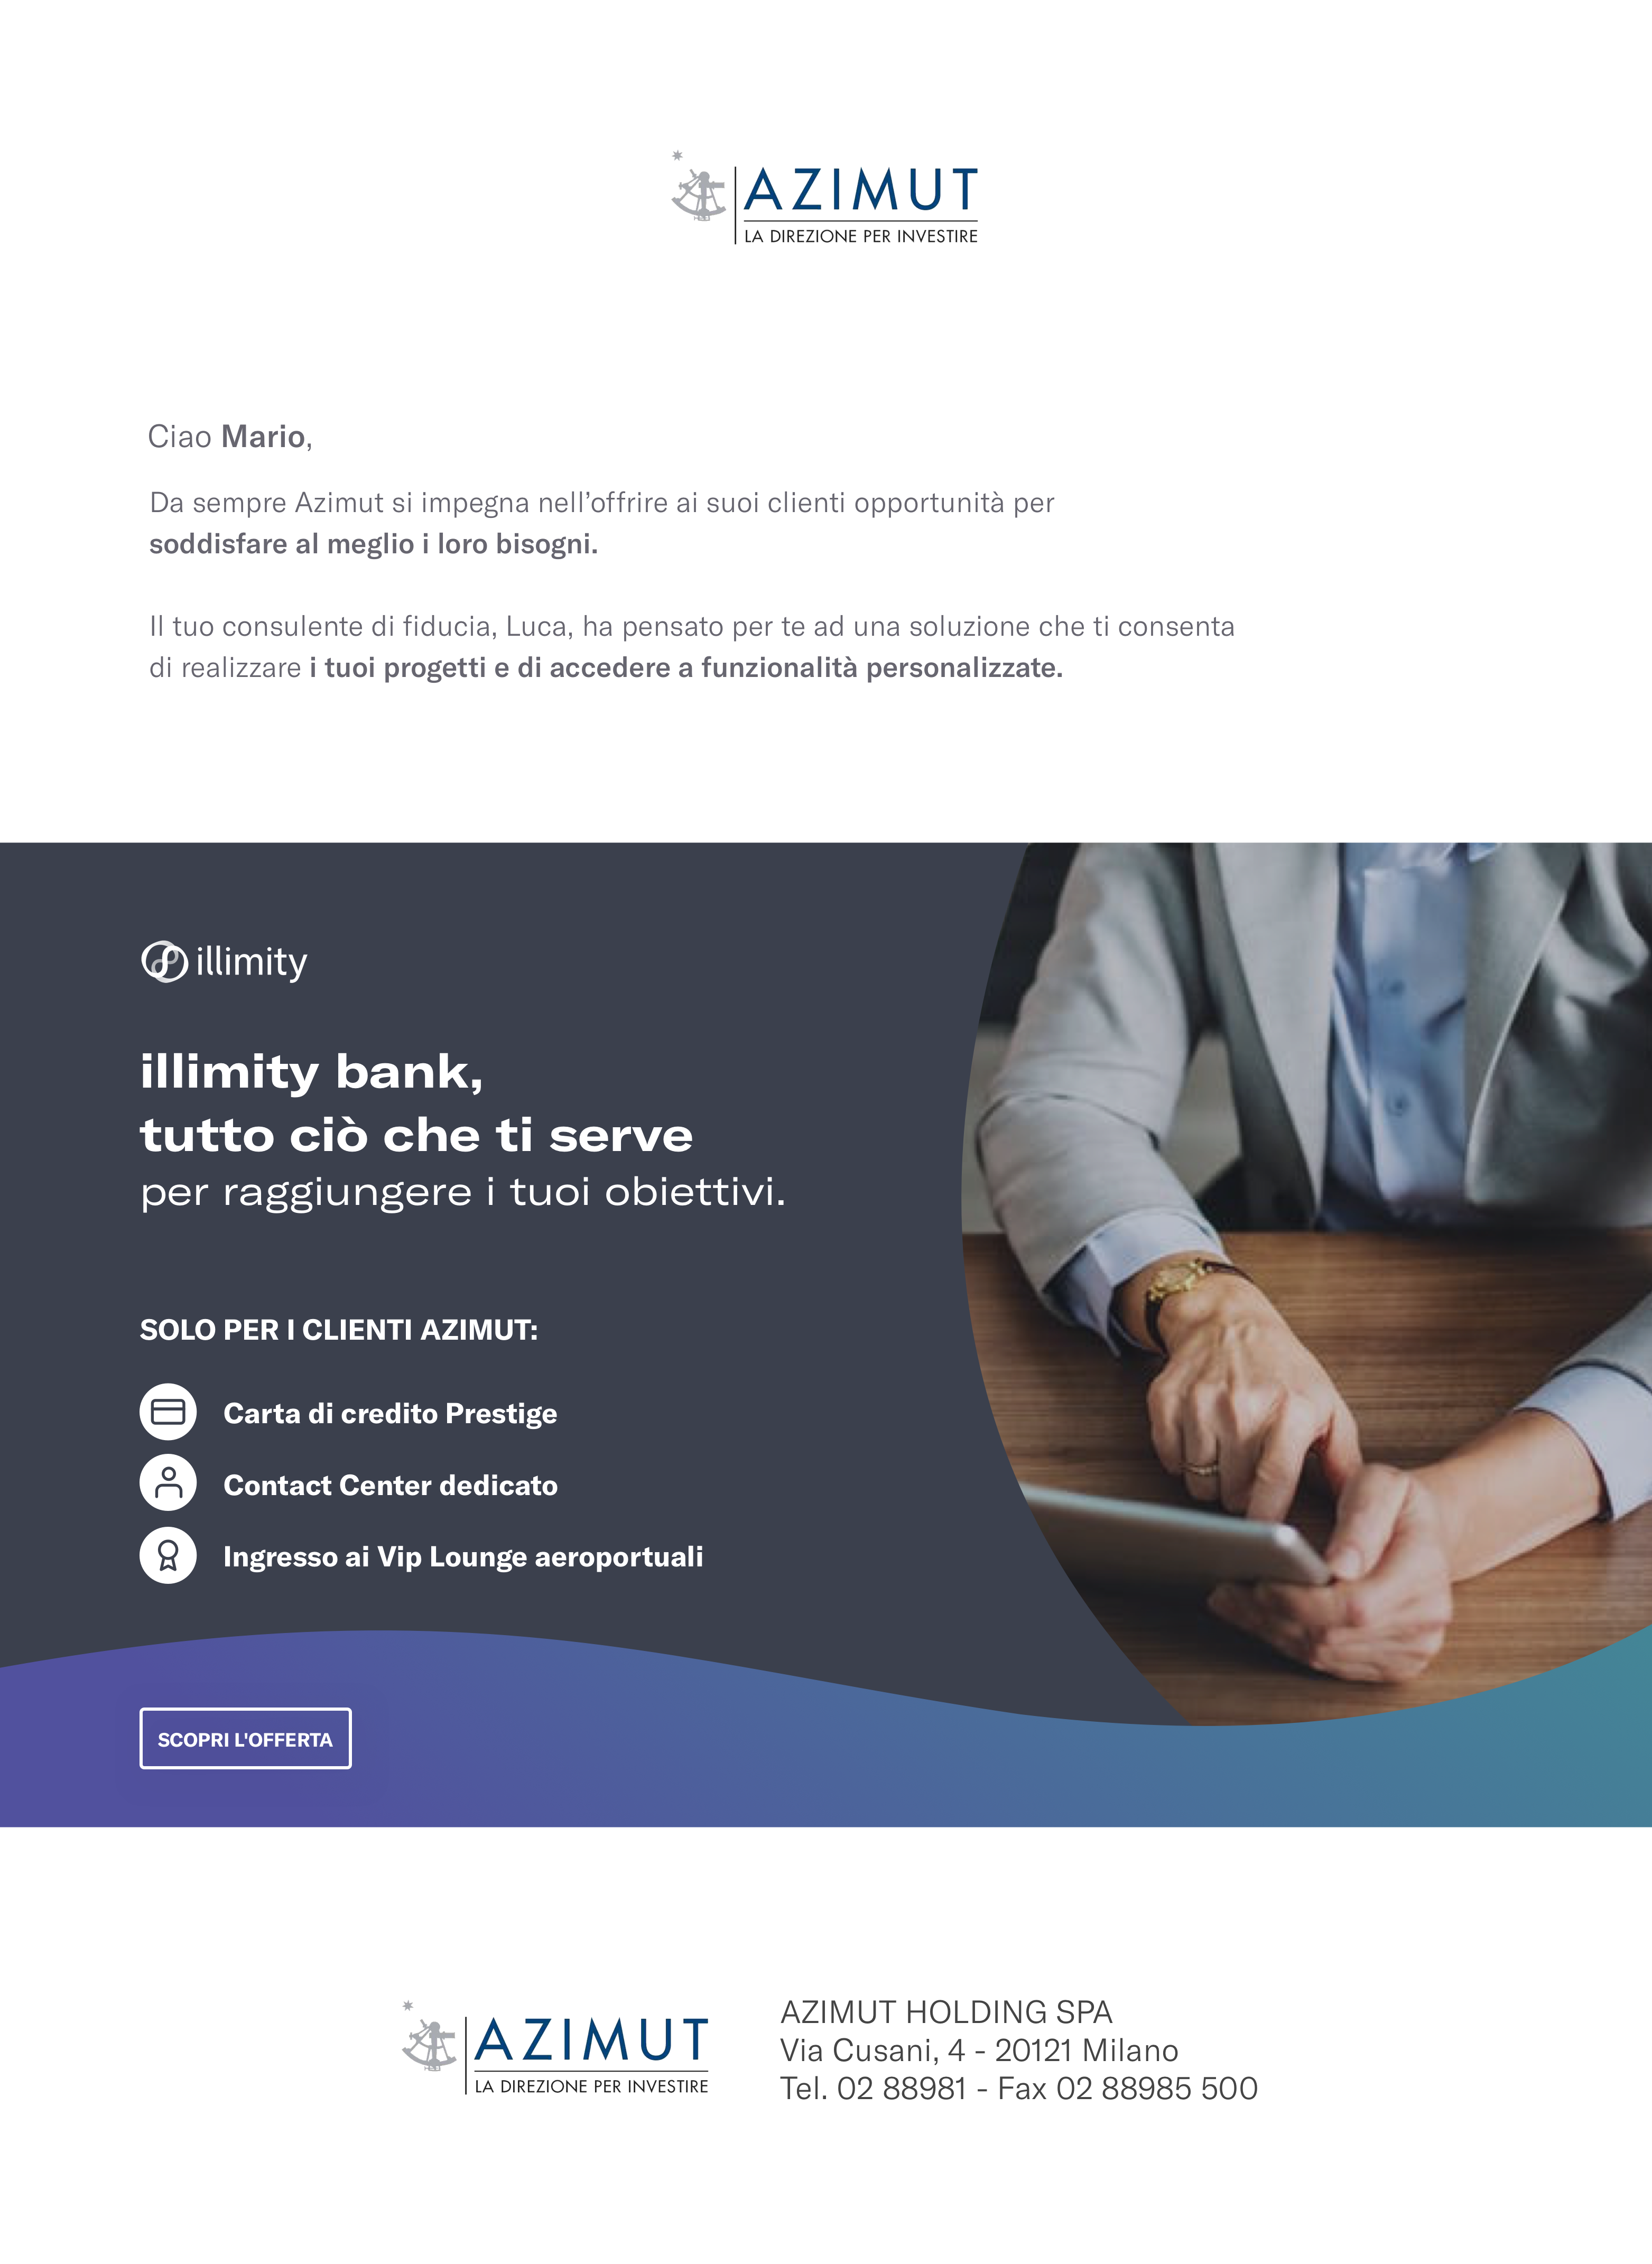 AZIMUT
LA DIREZIONE PER INVESTIRE
Ciao Mario,
Da sempre Azimut si impegna nell’offrire ai suoi clienti opportunità per
soddisfare al meglio i loro bisogni.
Il tuo consulente di fiducia, Luca, ha pensato per te ad una soluzione che ti consenta
di realizzare i tuoi progetti e di accedere a funzionalità personalizzate.
illimity
illimity bank,
tutto ciò che ti serve
per raggiungere i tuoi obiettivi.
SOLO PER I CLIENTI AZIMUT:
Carta di credito Prestige
Contact Center dedicato
Ingresso ai Vip Lounge aeroportuali
SCOPRI L'OFFERTA
AZIMUT
LA DIREZIONE PER INVESTIRE
AZIMUT HOLDING SPA
Via Cusani, 4 - 20121 Milano
Tel. 02 88981 - Fax 02 88985 500